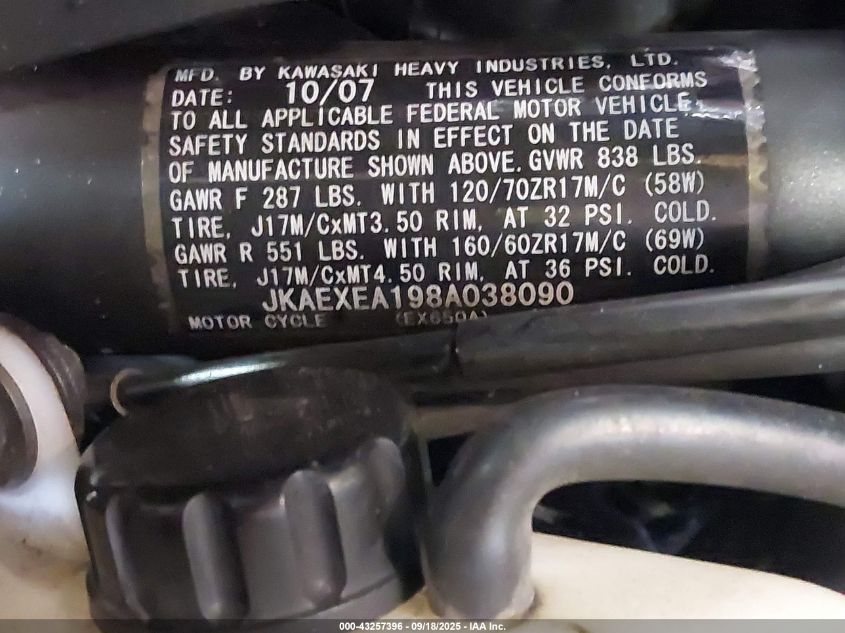 MFD. BY KAWASAKI HEAVY INDUSTRIES, LTD.
DATE: 10/07 THIS VEHICLE CONFORMS
TO ALL APPLICABLE FEDERAL MOTOR VEHICLE
SAFETY STANDARDS IN EFFECT ON THE DATE
OF MANUFACTURE SHOWN ABOVE. GVWR 838 LBS.
GAWR F 287 LBS. WITH 120/70ZR17M/C (58W)
TIRE, J17M/CxMT3.50 RIM, AT 32 PSI. COLD.
GAWR R 551 LBS. WITH 160/60ZR17M/C (69W)
TIRE, J17M/CxMT4.50 RIM, AT 36 PSI. COLD.
JKAEXEA198A038090
MOTOR CYCLE (EX650A)
000-43257396 - 09/18/2025 - IAA Inc.